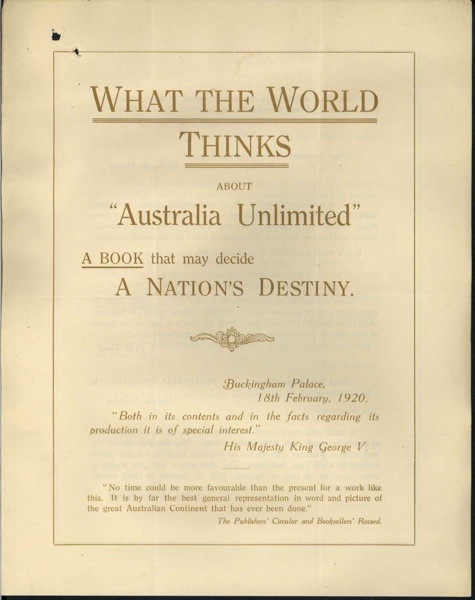 WHAT THE WORLD
THINKS
ABOUT
"Australia Unlimited"
A BOOK that may decide
A NATION'S DESTINY.
Buckingham Palace,
18th February, 1920.
"Both in its contents and in the facts regarding its
production it is of special interest."
His Majesty King George V.
"No time could be more favourable than the present for a work like
this. It is by far the best general representation in word and picture of
the great Australian Continent that has ever been done."
The Publishers' Circular and Booksellers' Record.